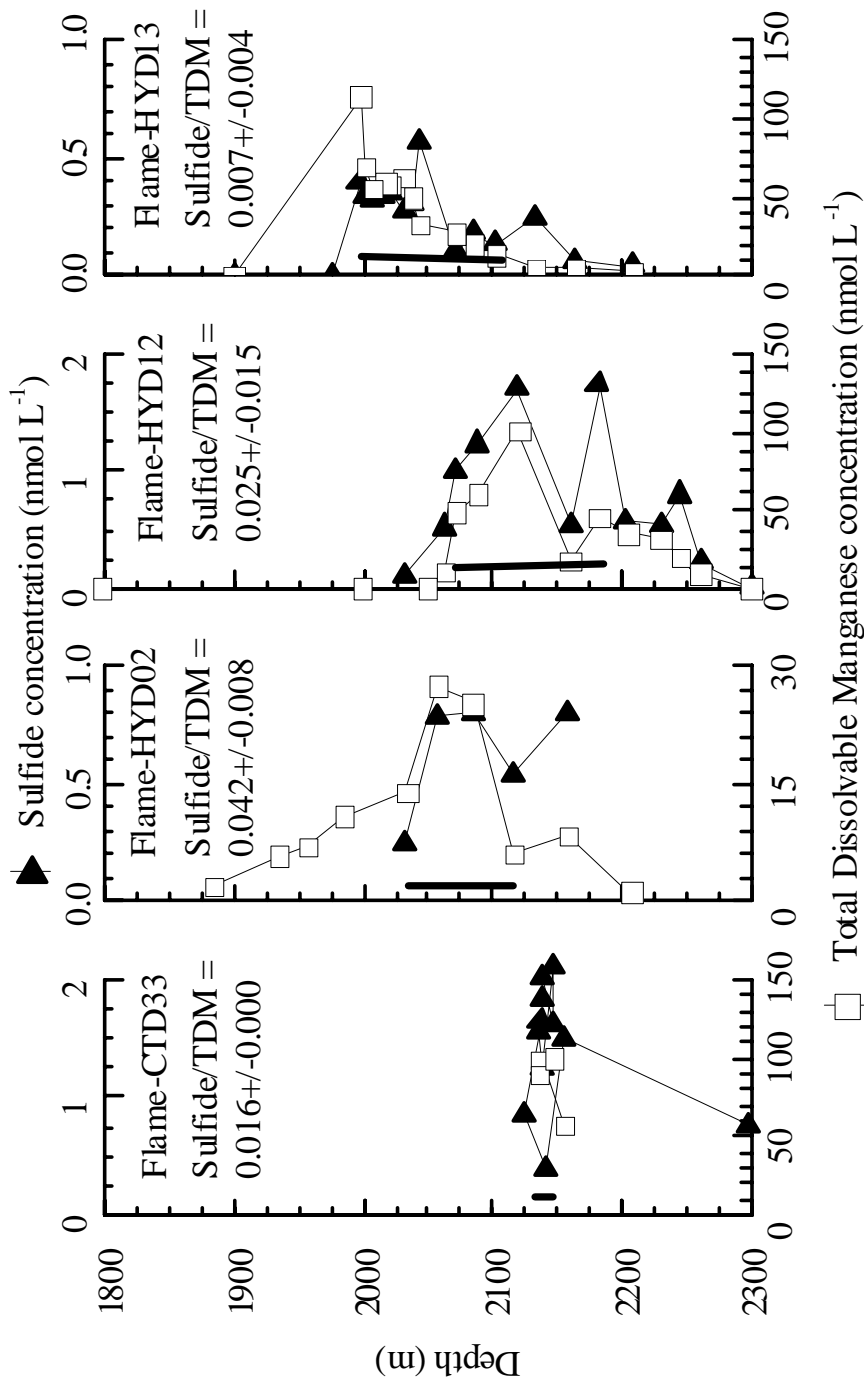 Sulfide concentration (nmol L-1)
0 1 2
0.0 0.5 1.0
0 1 2
0.0 0.5 1.0
Flame-CTD33
Sulfide/TDM =
0.016+/-0.000
Flame-HYD02
Sulfide/TDM =
0.042+/-0.008
Flame-HYD12
Sulfide/TDM =
0.025+/-0.015
Flame-HYD13
Sulfide/TDM =
0.007+/-0.004
Depth (m)
1800
1900
2000
2100
2200
2300
0 50 100 150
0 15 30
0 50 100 150
0 50 100 150
Total Dissolvable Manganese concentration (nmol L-1)